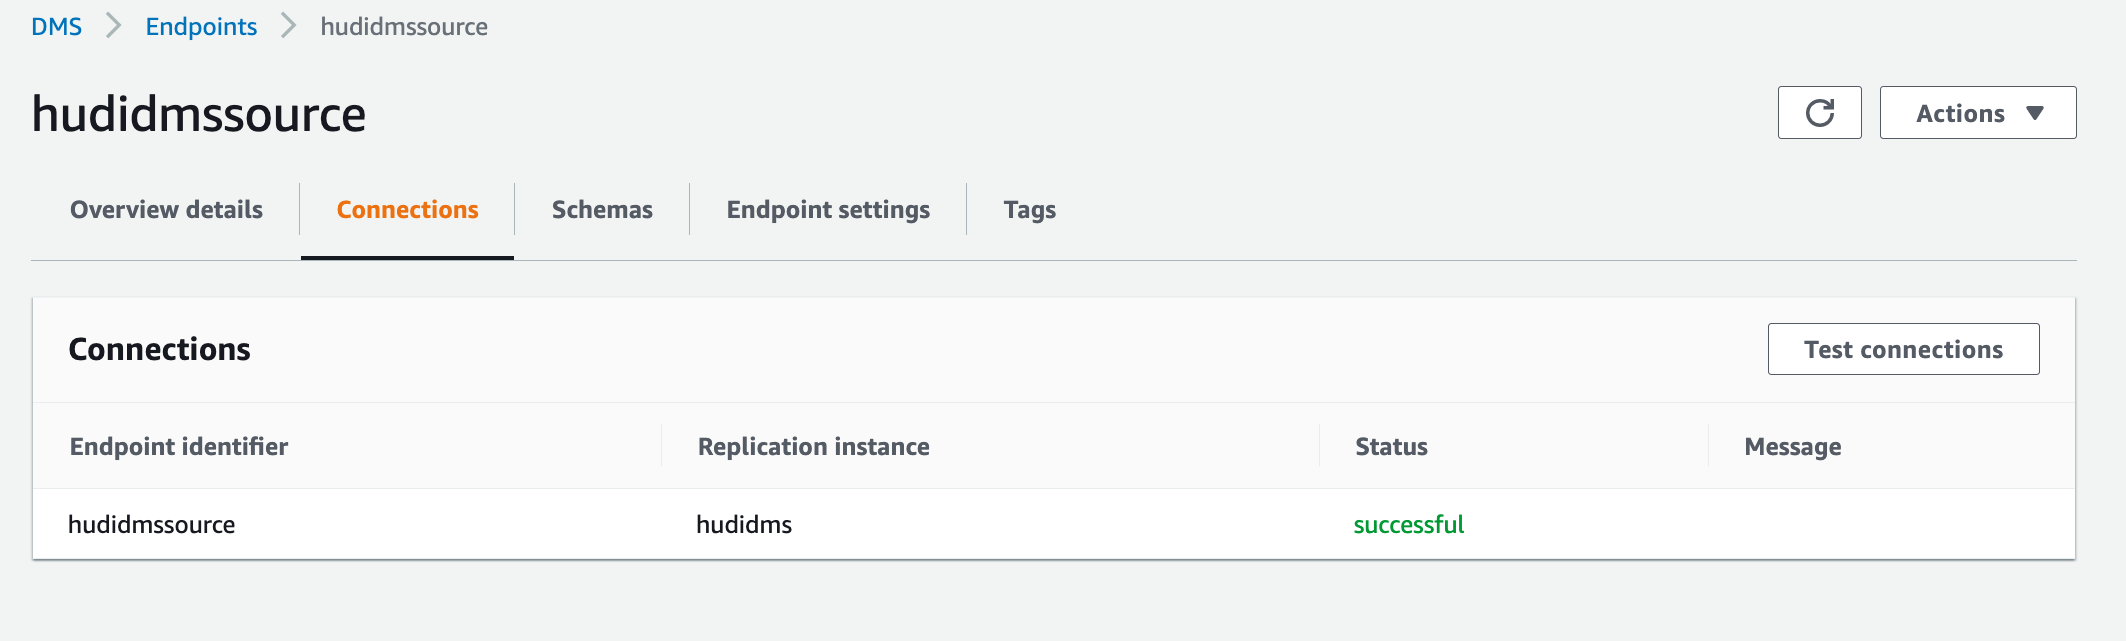 DMS Endpoints hudidmssource
hudidmssource
Actions
Overview details Connections Schemas Endpoint settings Tags
Connections
Test connections
Endpoint identifier Replication instance Status Message
hudidmssource hudidms successful